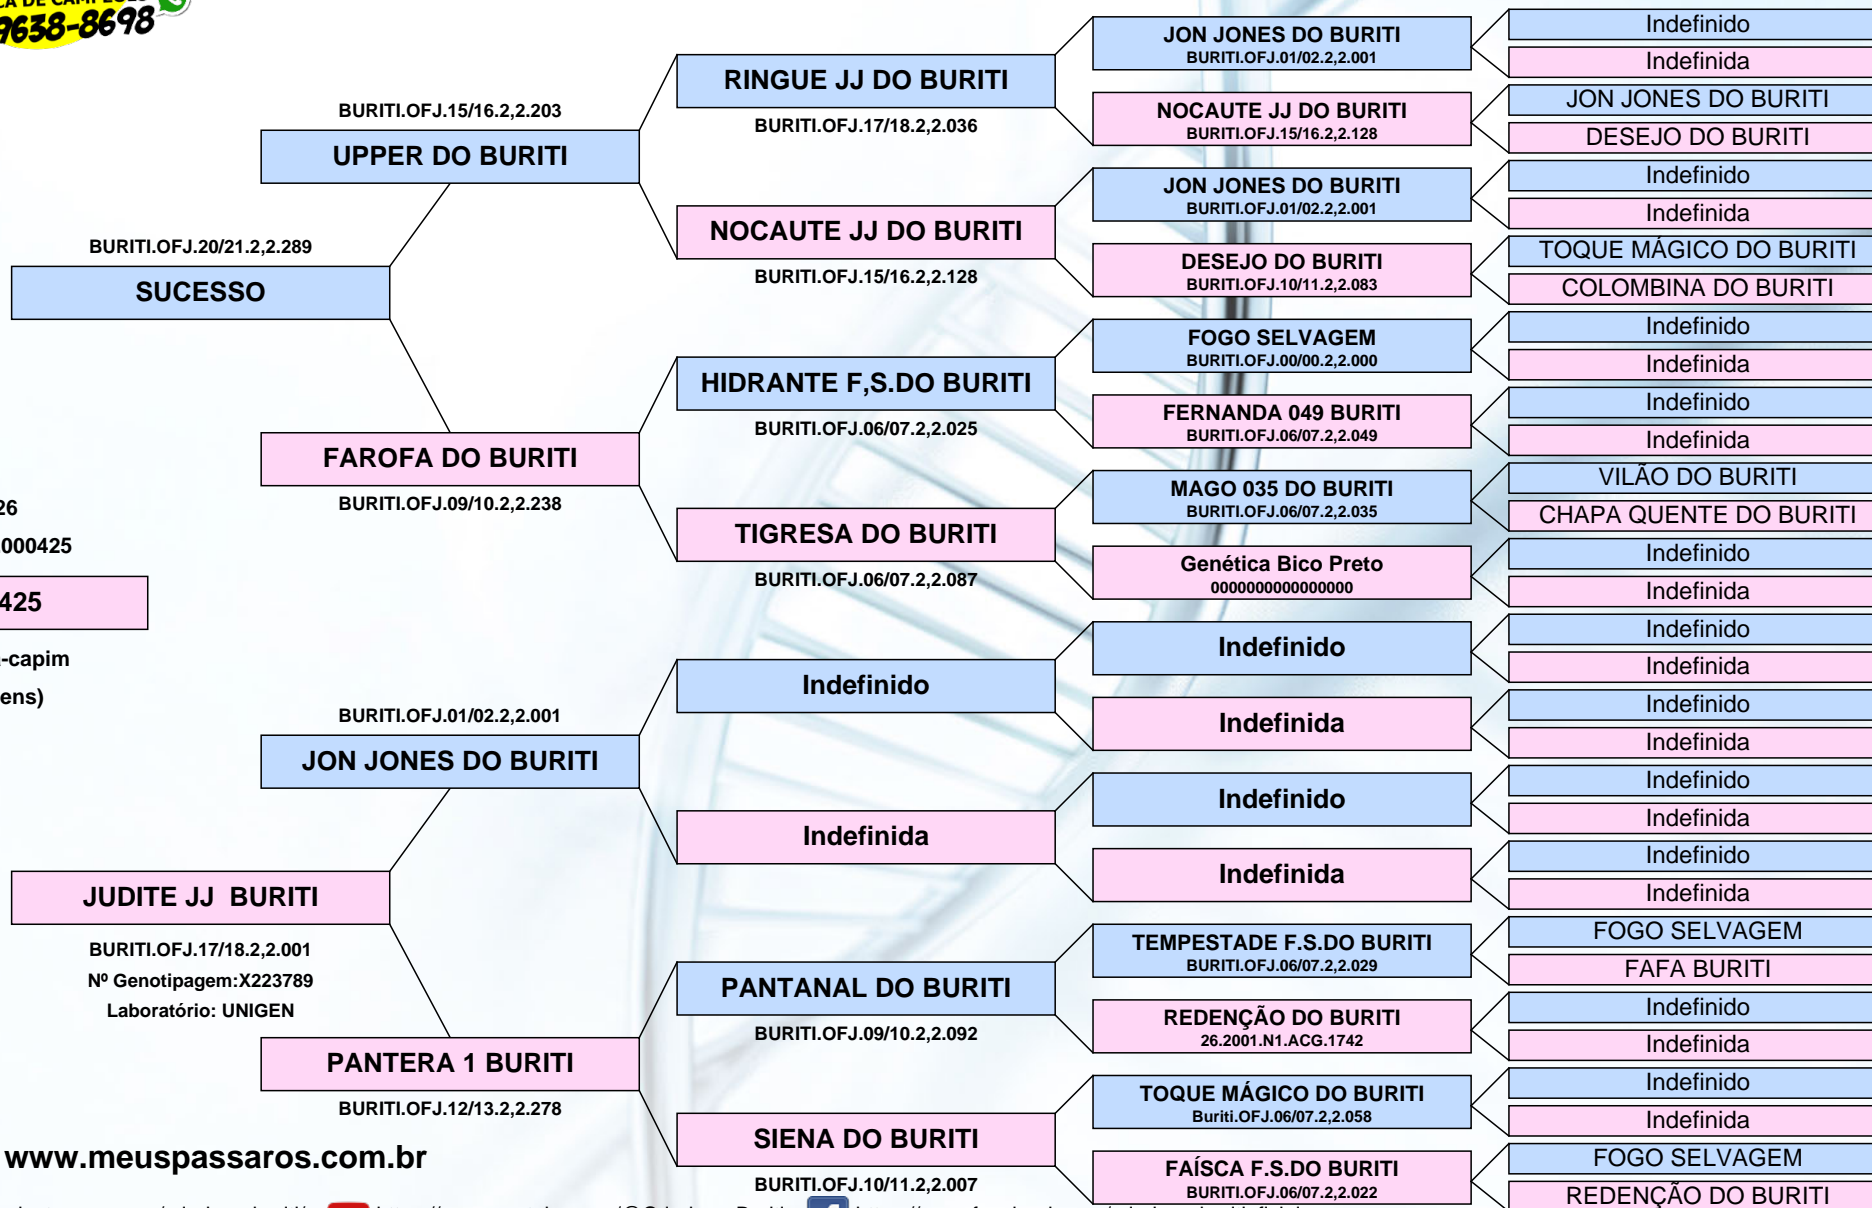 9638-8698
BURITI.OFJ.20/21.2,2.289
SUCESSO
26
000425
425
-capim
ens)
JUDITE JJ BURITI
BURITI.OFJ.17/18.2,2.001
Nº Genotipagem:X223789
Laboratório: UNIGEN
BURITI.OFJ.15/16.2,2.203
UPPER DO BURITI
FAROFA DO BURITI
BURITI.OFJ.09/10.2,2.238
BURITI.OFJ.01/02.2,2.001
JON JONES DO BURITI
PANTERA 1 BURITI
BURITI.OFJ.12/13.2,2.278
RINGUE JJ DO BURITI
BURITI.OFJ.17/18.2,2.036
NOCAUTE JJ DO BURITI
BURITI.OFJ.15/16.2,2.128
HIDRANTE F,S.DO BURITI
BURITI.OFJ.06/07.2,2.025
TIGRESA DO BURITI
BURITI.OFJ.06/07.2,2.087
Indefinido
Indefinida
PANTANAL DO BURITI
BURITI.OFJ.09/10.2,2.092
SIENA DO BURITI
BURITI.OFJ.10/11.2,2.007
JON JONES DO BURITI
BURITI.OFJ.01/02.2,2.001
NOCAUTE JJ DO BURITI
BURITI.OFJ.15/16.2,2.128
JON JONES DO BURITI
BURITI.OFJ.01/02.2,2.001
DESEJO DO BURITI
BURITI.OFJ.10/11.2,2.083
FOGO SELVAGEM
BURITI.OFJ.00/00.2,2.000
FERNANDA 049 BURITI
BURITI.OFJ.06/07.2,2.049
MAGO 035 DO BURITI
BURITI.OFJ.06/07.2,2.035
Genética Bico Preto
0000000000000000
Indefinido
Indefinida
Indefinido
Indefinida
TEMPESTADE F.S.DO BURITI
BURITI.OFJ.06/07.2,2.029
REDENÇÃO DO BURITI
26.2001.N1.ACG.1742
TOQUE MÁGICO DO BURITI
Buriti.OFJ.06/07.2,2.058
FAÍSCA F.S.DO BURITI
BURITI.OFJ.06/07.2,2.022
Indefinido
Indefinida
JON JONES DO BURITI
DESEJO DO BURITI
Indefinido
Indefinida
TOQUE MÁGICO DO BURITI
COLOMBINA DO BURITI
Indefinido
Indefinida
Indefinido
Indefinida
VILÃO DO BURITI
CHAPA QUENTE DO BURITI
Indefinido
Indefinida
Indefinido
Indefinida
Indefinido
Indefinida
Indefinido
Indefinida
Indefinido
Indefinida
FOGO SELVAGEM
FAFA BURITI
Indefinido
Indefinida
Indefinido
Indefinida
FOGO SELVAGEM
REDENÇÃO DO BURITI
www.meuspassaros.com.br